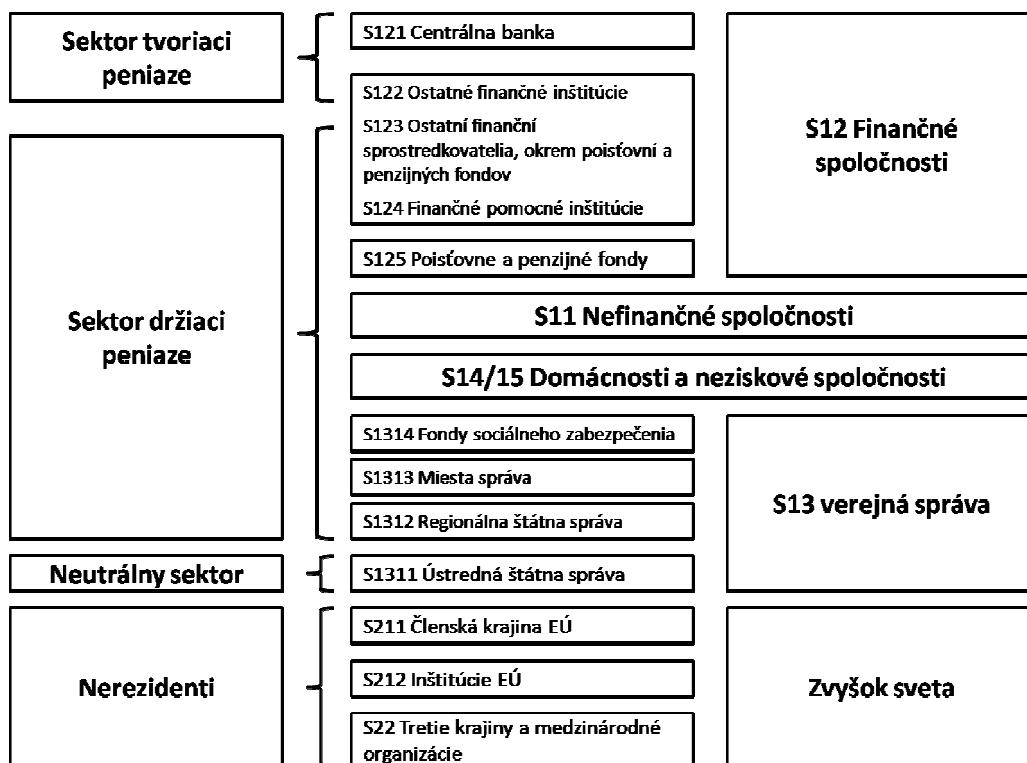 Sektor tvoriaci
peniaze
S121 Centrálna banka
S122 Ostatné finančné inštitúcie
S123 Ostatní finanční
sprostredkovatelia, okrem poisťovní a
penzijných fondov
S124 Finančné pomocné inštitúcie
S12 Finančné
spoločnosti
S125 Poisťovne a penzijné fondy
Sektor držiaci
peniaze
S11 Nefinančné spoločnosti
S14/15 Domácnosti a neziskové spoločnosti
S1314 Fondy sociálneho zabezpečenia
S1313 Miesta správa
S1312 Regionálna štátna správa
S13 verejná správa
Neutrálny sektor
S1311 Ústredná štátna správa
Nerezidenti
S211 Členská krajina EÚ
S212 Inštitúcie EÚ
S22 Tretie krajiny a medzinárodné
organizácie
Zvyšok sveta